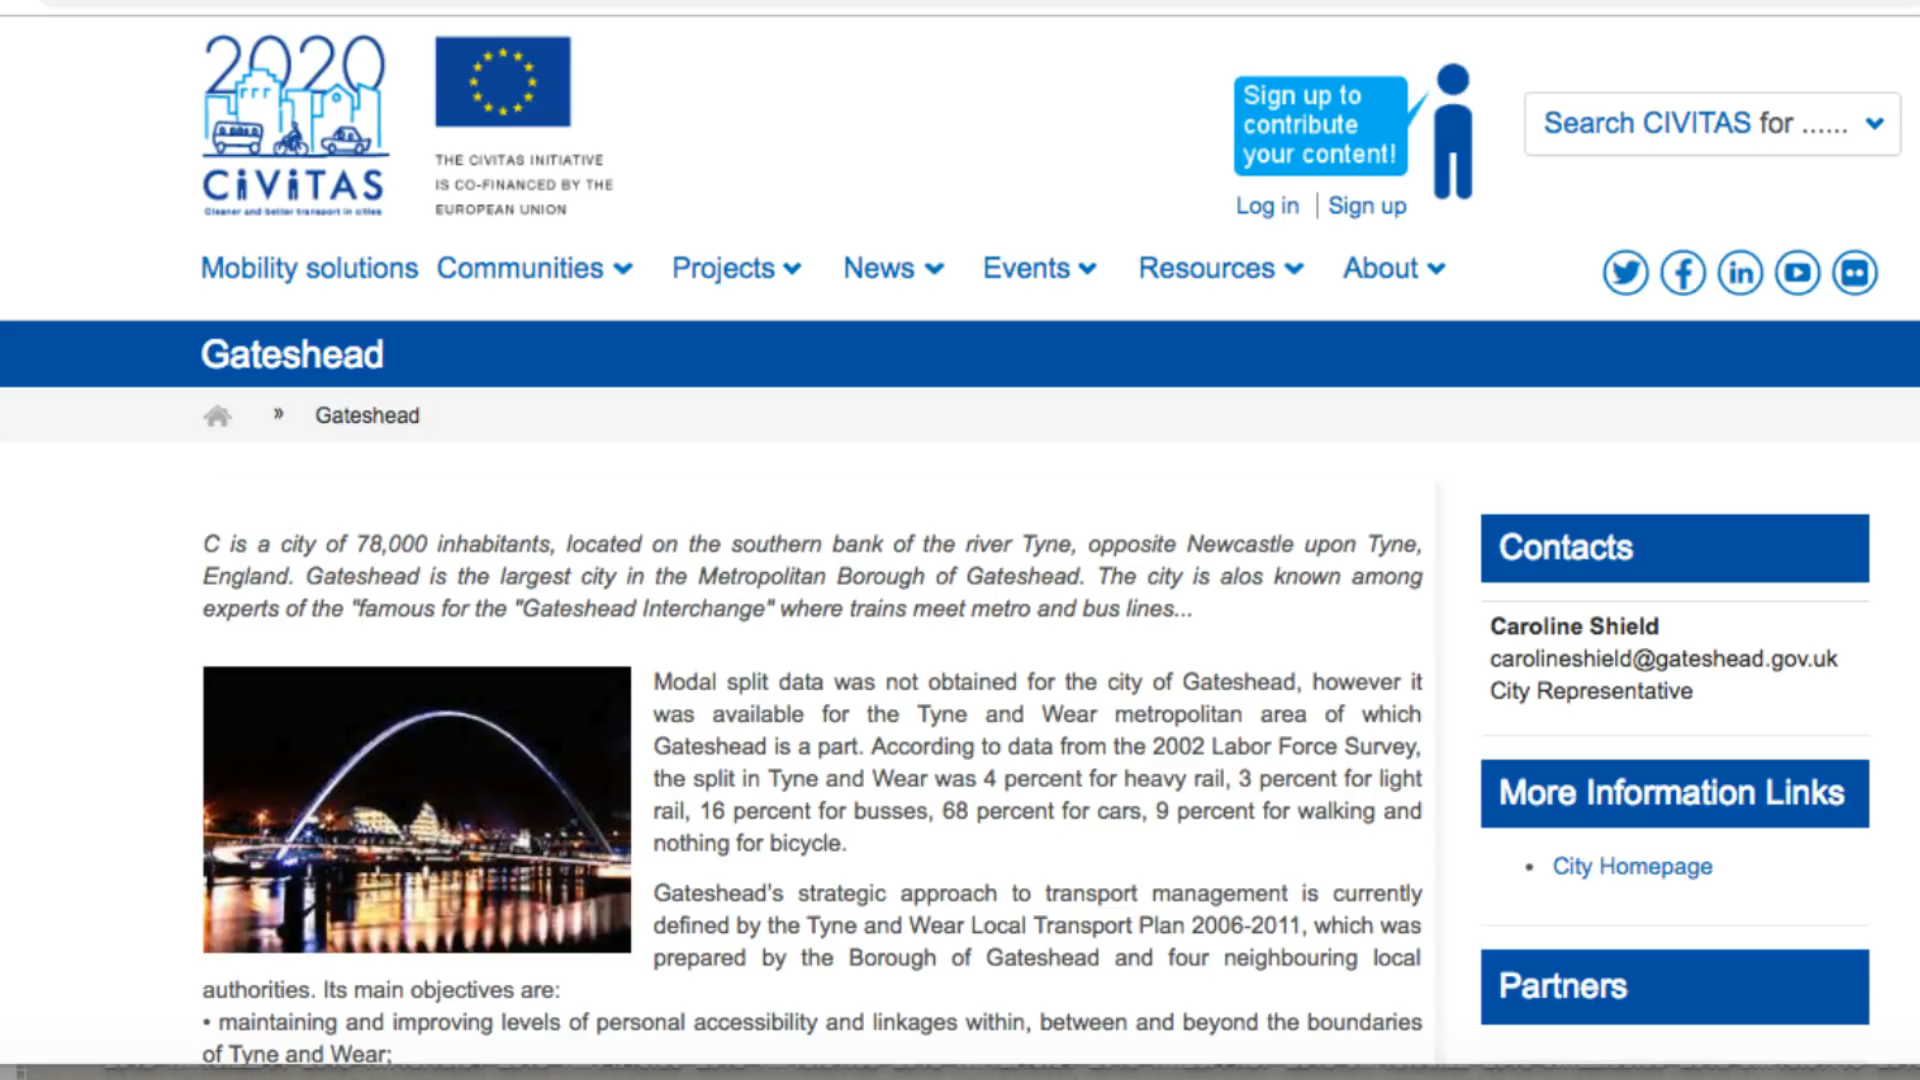 2020
CiViTAS
Cleaner and better transport in cities
THE CIVITAS INITIATIVE
IS CO-FINANCED BY THE
EUROPEAN UNION
Sign up to
contribute
your content!
Log in | Sign up
Search CIVITAS for ......
Mobility solutions Communities Projects News Events Resources About
Gateshead
» Gateshead
C is a city of 78,000 inhabitants, located on the southern bank of the river Tyne, opposite Newcastle upon Tyne,
England. Gateshead is the largest city in the Metropolitan Borough of Gateshead. The city is alos known among
experts of the "famous for the "Gateshead Interchange" where trains meet metro and bus lines...
Modal split data was not obtained for the city of Gateshead, however it
was available for the Tyne and Wear metropolitan area of which
Gateshead is a part. According to data from the 2002 Labor Force Survey,
the split in Tyne and Wear was 4 percent for heavy rail, 3 percent for light
rail, 16 percent for busses, 68 percent for cars, 9 percent for walking and
nothing for bicycle.
Gateshead's strategic approach to transport management is currently
defined by the Tyne and Wear Local Transport Plan 2006-2011, which was
prepared by the Borough of Gateshead and four neighbouring local
authorities. Its main objectives are:
• maintaining and improving levels of personal accessibility and linkages within, between and beyond the boundaries
of Tyne and Wear;
Contacts
Caroline Shield
carolineshield@gateshead.gov.uk
City Representative
More Information Links
• City Homepage
Partners